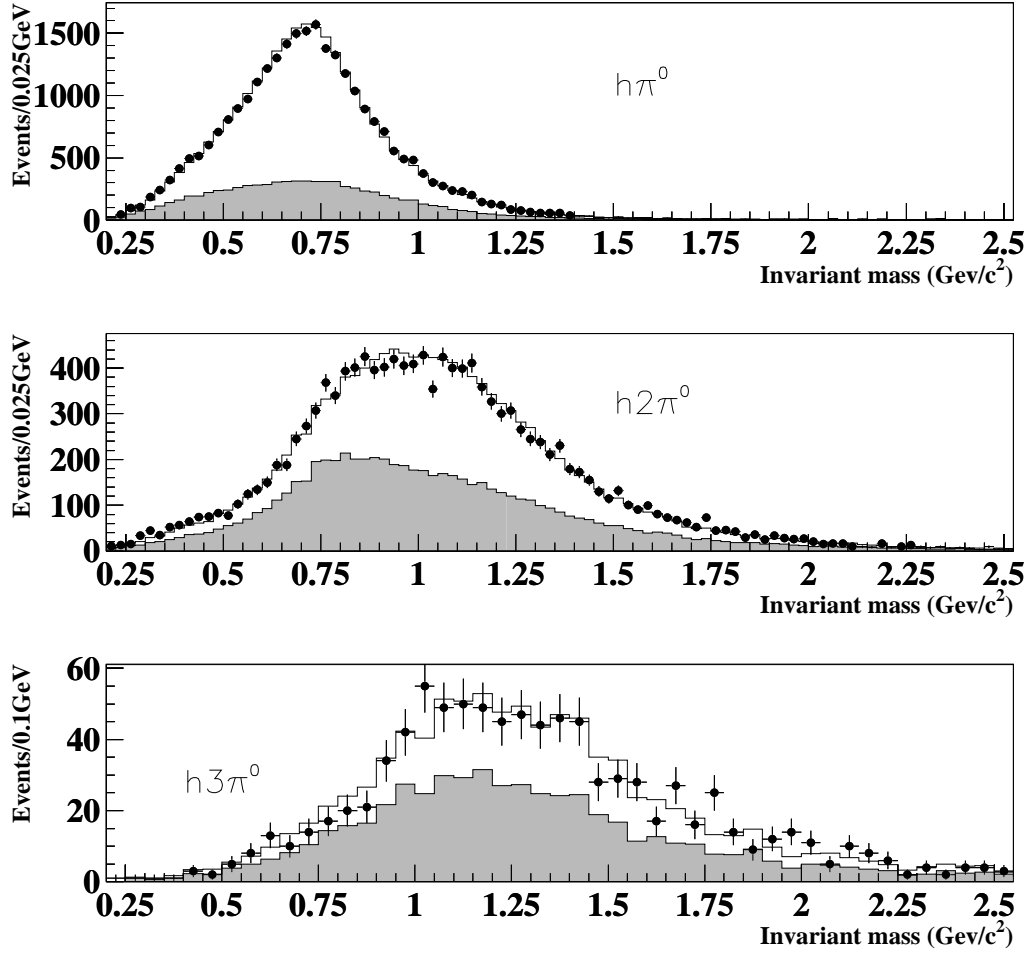 Events/0.025GeV
1500
1000
500
0
hπ⁰
0.25 0.5 0.75 1 1.25 1.5 1.75 2 2.25 2.5
Invariant mass (Gev/c²)
Events/0.025GeV
400
300
200
100
0
h2π⁰
0.25 0.5 0.75 1 1.25 1.5 1.75 2 2.25 2.5
Invariant mass (Gev/c²)
Events/0.1GeV
60
40
20
0
h3π⁰
0.25 0.5 0.75 1 1.25 1.5 1.75 2 2.25 2.5
Invariant mass (Gev/c²)